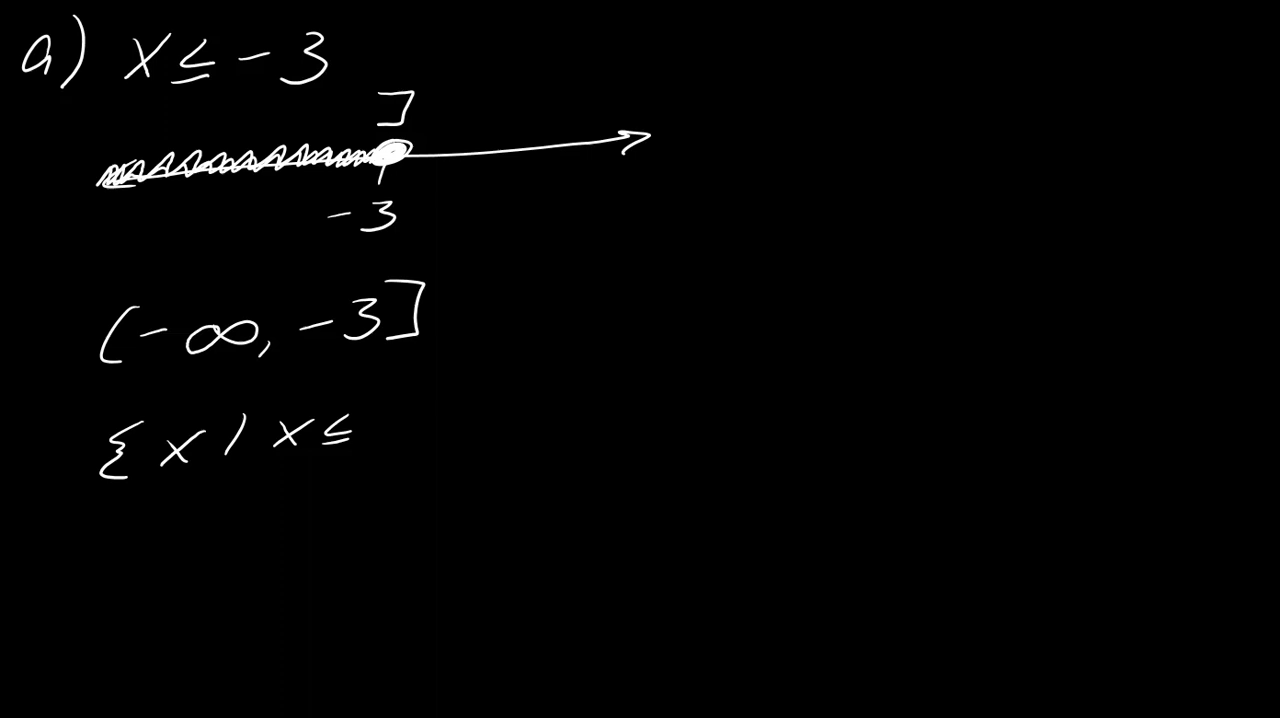 a) x ≤ -3
]
-3
(-∞, -3]
{ x | x ≤